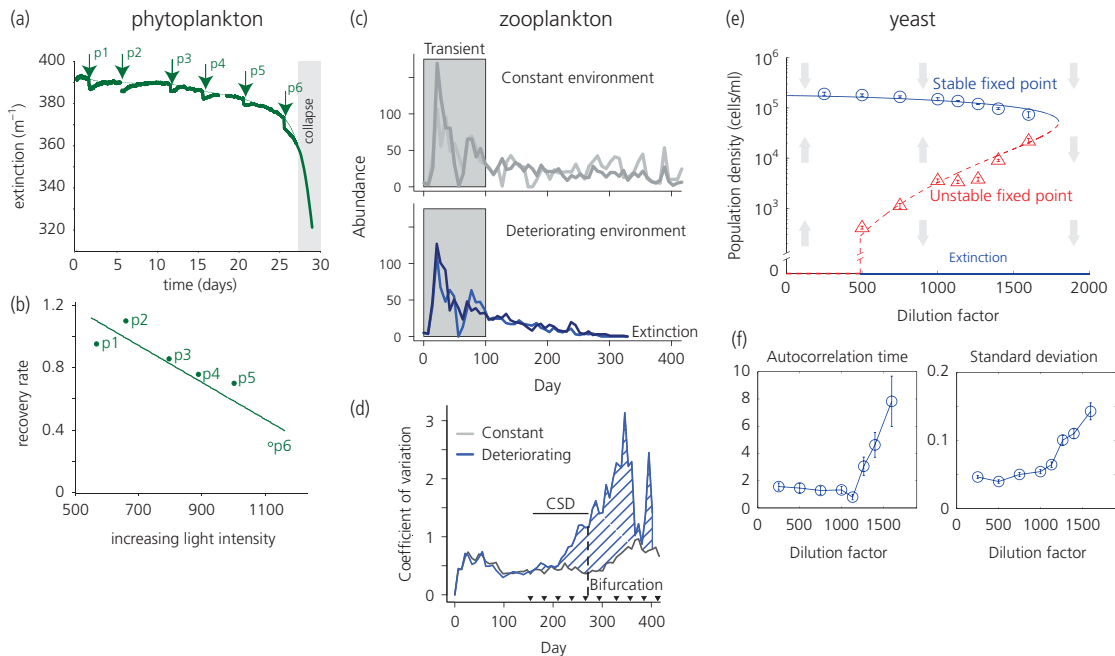 (a)
phytoplankton
400
380
360
340
320
extinction (m⁻¹)
p1
p2
p3
p4
p5
p6
collapse
0
5
10
15
20
25
30
time (days)
(b)
1.2
0.8
0.4
0
recovery rate
p1
p2
p3
p4
p5
p6
500
700
900
1100
increasing light intensity
(c)
zooplankton
Transient
Constant environment
100
50
0
Abundance
Deteriorating environment
100
50
0
Extinction
0
100
200
300
400
Day
(d)
3
2
1
0
Coefficient of variation
Constant
Deteriorating
CSD
Bifurcation
0
100
200
300
400
Day
(e)
yeast
10⁶
10⁵
10⁴
10³
0
Population density (cells/ml)
Stable fixed point
Unstable fixed point
Extinction
0
500
1000
1500
2000
Dilution factor
(f)
Autocorrelation time
10
8
6
4
2
0
0
500
1000
1500
Dilution factor
Standard deviation
0.2
0.1
0
0
500
1000
1500
Dilution factor